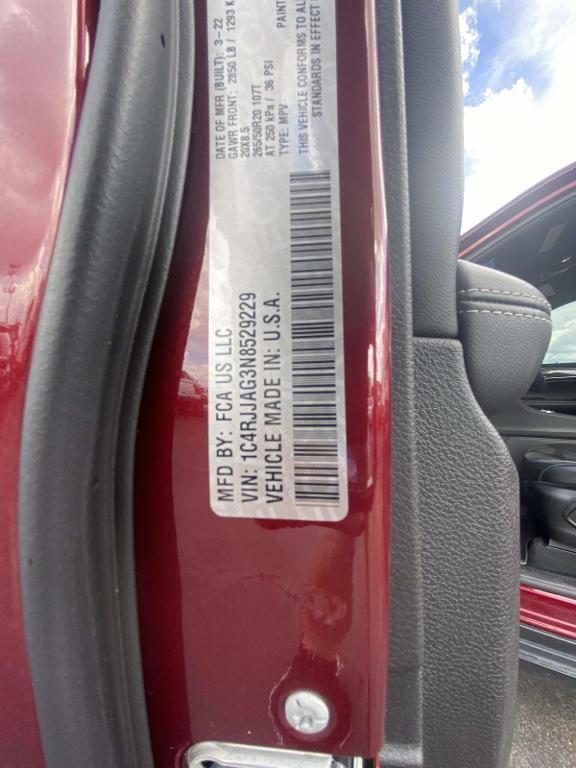 MFD BY: FCA US LLC
VIN: 1C4RJJAG3N8529229
VEHICLE MADE IN: U.S.A.
DATE OF MFR (BUILT): 3-22
GAWR FRONT: 2850 LB / 1293 K
20X8.5
265/50R20 107T
AT 250 kPa / 36 PSI
TYPE: MPV
PAINT
THIS VEHICLE CONFORMS TO AL
STANDARDS IN EFFECT